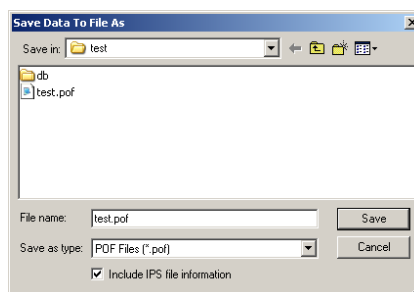 Save Data To File As
Save in: test
db
test.pof
File name: test.pof Save
Save as type: POF Files (*.pof) Cancel
Include IPS file information